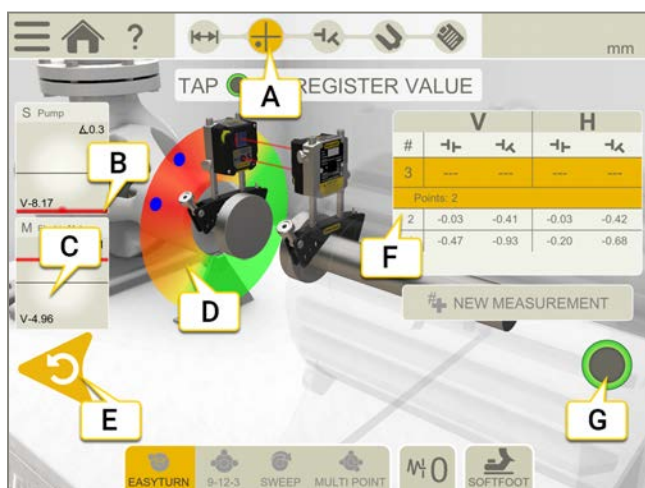 ?
mm
TAP REGISTER VALUE
A
S Pump
∡0.3
B
V-8.17
M
C
V-4.96
D
E
V H
#
3 --- --- --- ---
Points: 2
2 -0.03 -0.41 -0.03 -0.42
-0.47 -0.93 -0.20 -0.68
F
# NEW MEASUREMENT
G
EASYTURN 9-12-3 SWEEP MULTI POINT 0 SOFTFOOT